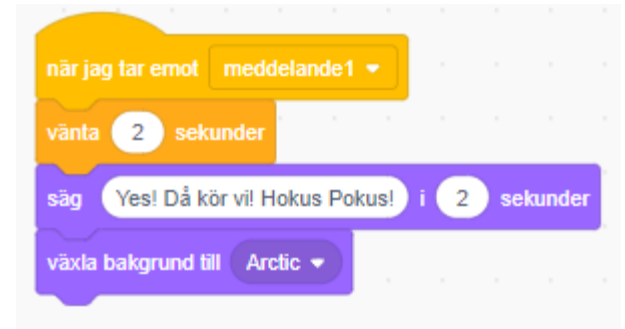 när jag tar emot meddelande1
vänta 2 sekunder
säg Yes! Då kör vi! Hokus Pokus! i 2 sekunder
växla bakgrund till Arctic